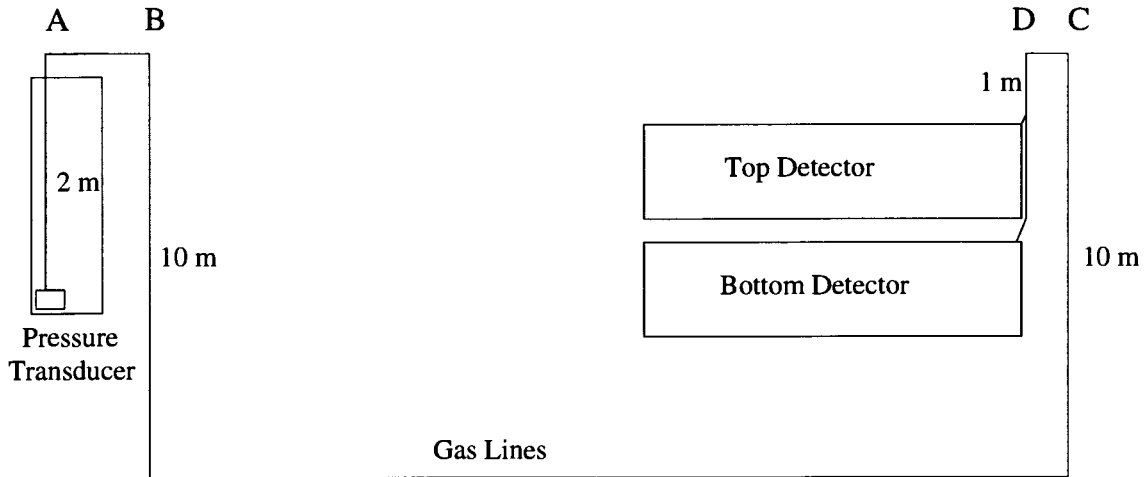 A B D C
1 m
Top Detector
2 m
10 m
10 m
Bottom Detector
Pressure
Transducer
Gas Lines